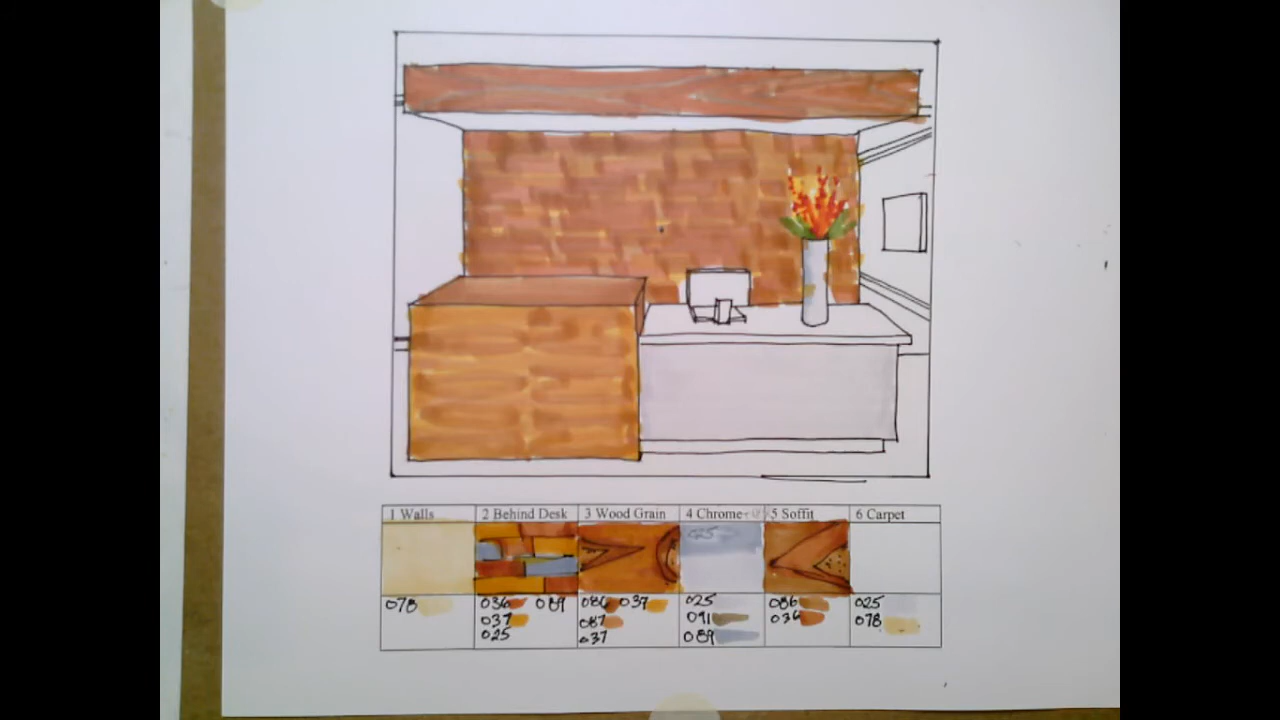 1 Walls 2 Behind Desk 3 Wood Grain 4 Chrome 5 Soffit 6 Carpet
025
078 036 089 086 037 025 086 025
037 087 091 036 078
025 037 089